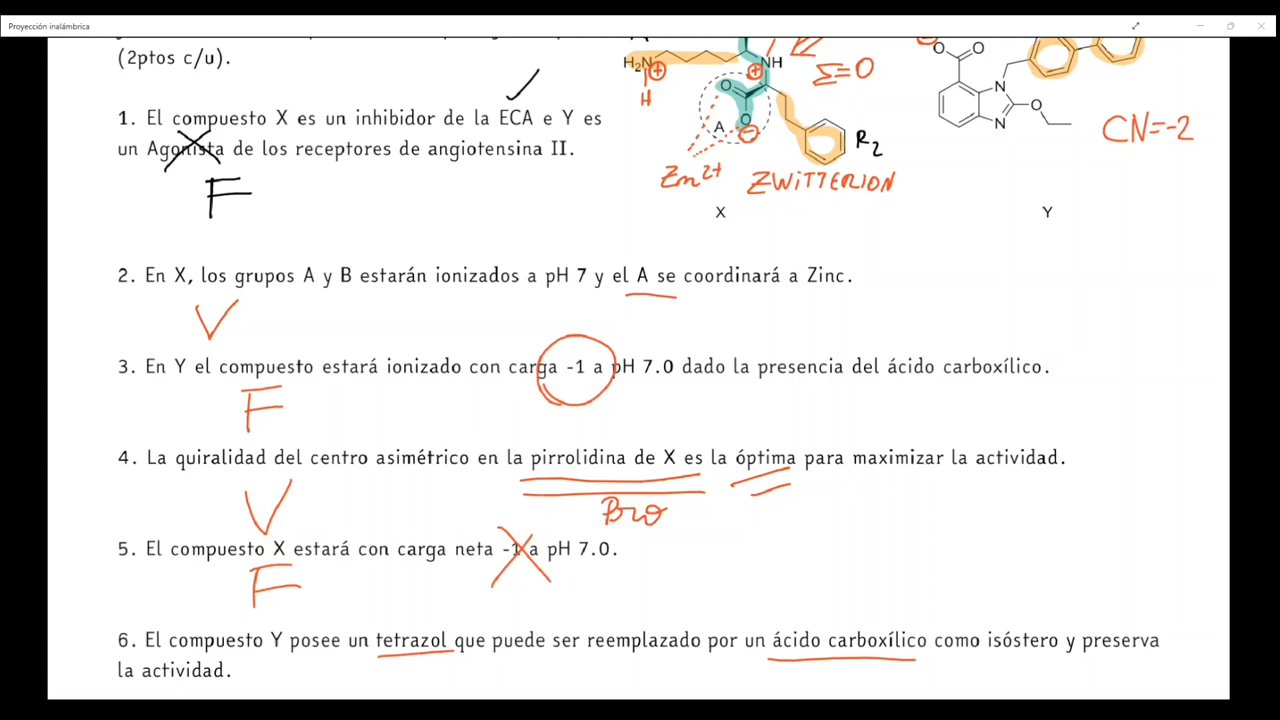 Proyección inalámbrica
(2ptos c/u).
H₂N
+
H
NH
+
Σ=0
O
O
A
−
R₂
Zn²⁺
ZWITTERION
X
O
O
N
N
O
CN=-2
Y
1. El compuesto X es un inhibidor de la ECA e Y es
un Agonista de los receptores de angiotensina II.
F
2. En X, los grupos A y B estarán ionizados a pH 7 y el A se coordinará a Zinc.
V
3. En Y el compuesto estará ionizado con carga -1 a pH 7.0 dado la presencia del ácido carboxílico.
F
4. La quiralidad del centro asimétrico en la pirrolidina de X es la óptima para maximizar la actividad.
V
5. El compuesto X estará con carga neta -1 a pH 7.0.
F
6. El compuesto Y posee un tetrazol que puede ser reemplazado por un ácido carboxílico como isóstero y preserva
la actividad.